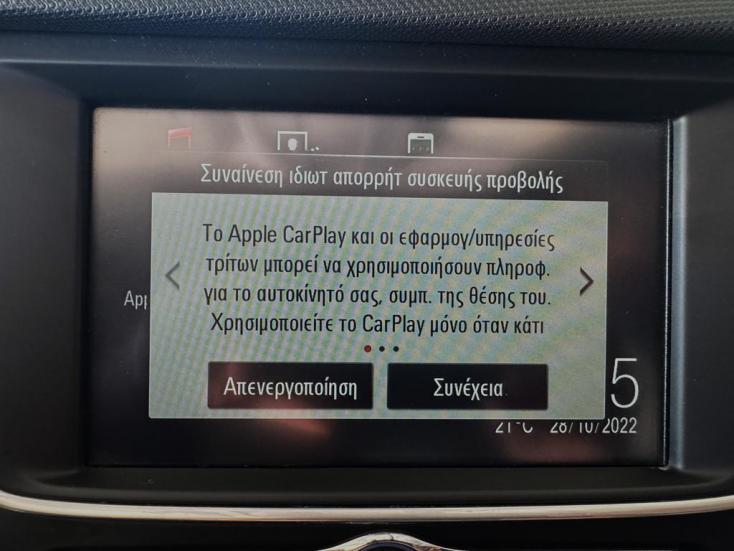 Συναίνεση ιδιωτ απορρήτ συσκευής προβολής
Το Apple CarPlay και οι εφαρμογ/υπηρεσίες
τρίτων μπορεί να χρησιμοποιήσουν πληροφ.
για το αυτοκίνητό σας, συμπ. της θέσης του.
Χρησιμοποιείτε το CarPlay μόνο όταν κάτι
Απενεργοποίηση
Συνέχεια
5
21°C 28/10/2022